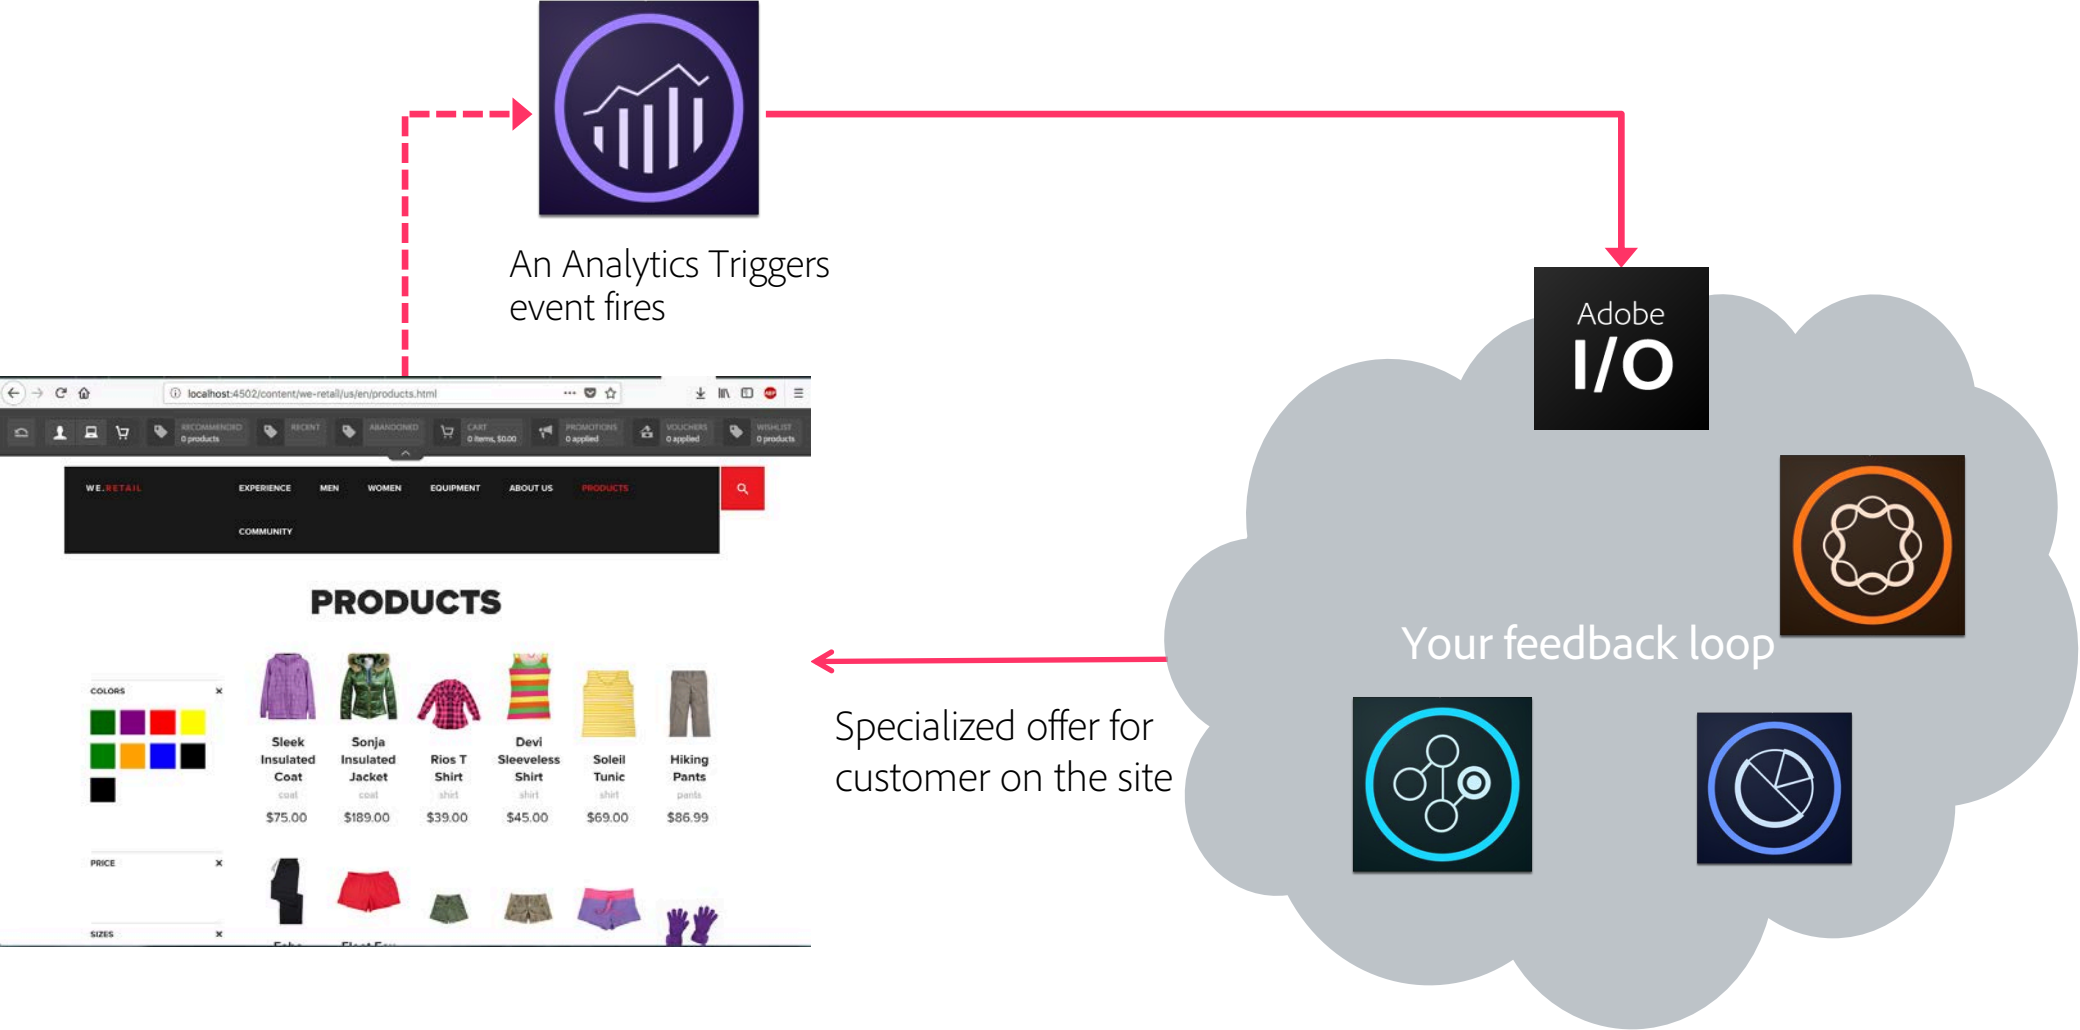 An Analytics Triggers
event fires
Adobe
I/O
localhost:4502/content/we-retail/us/en/products.html
ABP
RECOMMENDED
0 products
RECENT
ABANDONED
CART
0 items, $0.00
PROMOTIONS
0 applied
VOUCHERS
0 applied
WISHLIST
0 products
WE.RETAIL
EXPERIENCE MEN WOMEN EQUIPMENT ABOUT US PRODUCTS
COMMUNITY
PRODUCTS
COLORS
Sleek
Insulated
Coat
coat
$75.00
Sonja
Insulated
Jacket
coat
$189.00
Rios T
Shirt
shirt
$39.00
Devi
Sleeveless
Shirt
shirt
$45.00
Soleil
Tunic
shirt
$69.00
Hiking
Pants
pants
$86.99
PRICE
SIZES
Your feedback loop
Specialized offer for
customer on the site